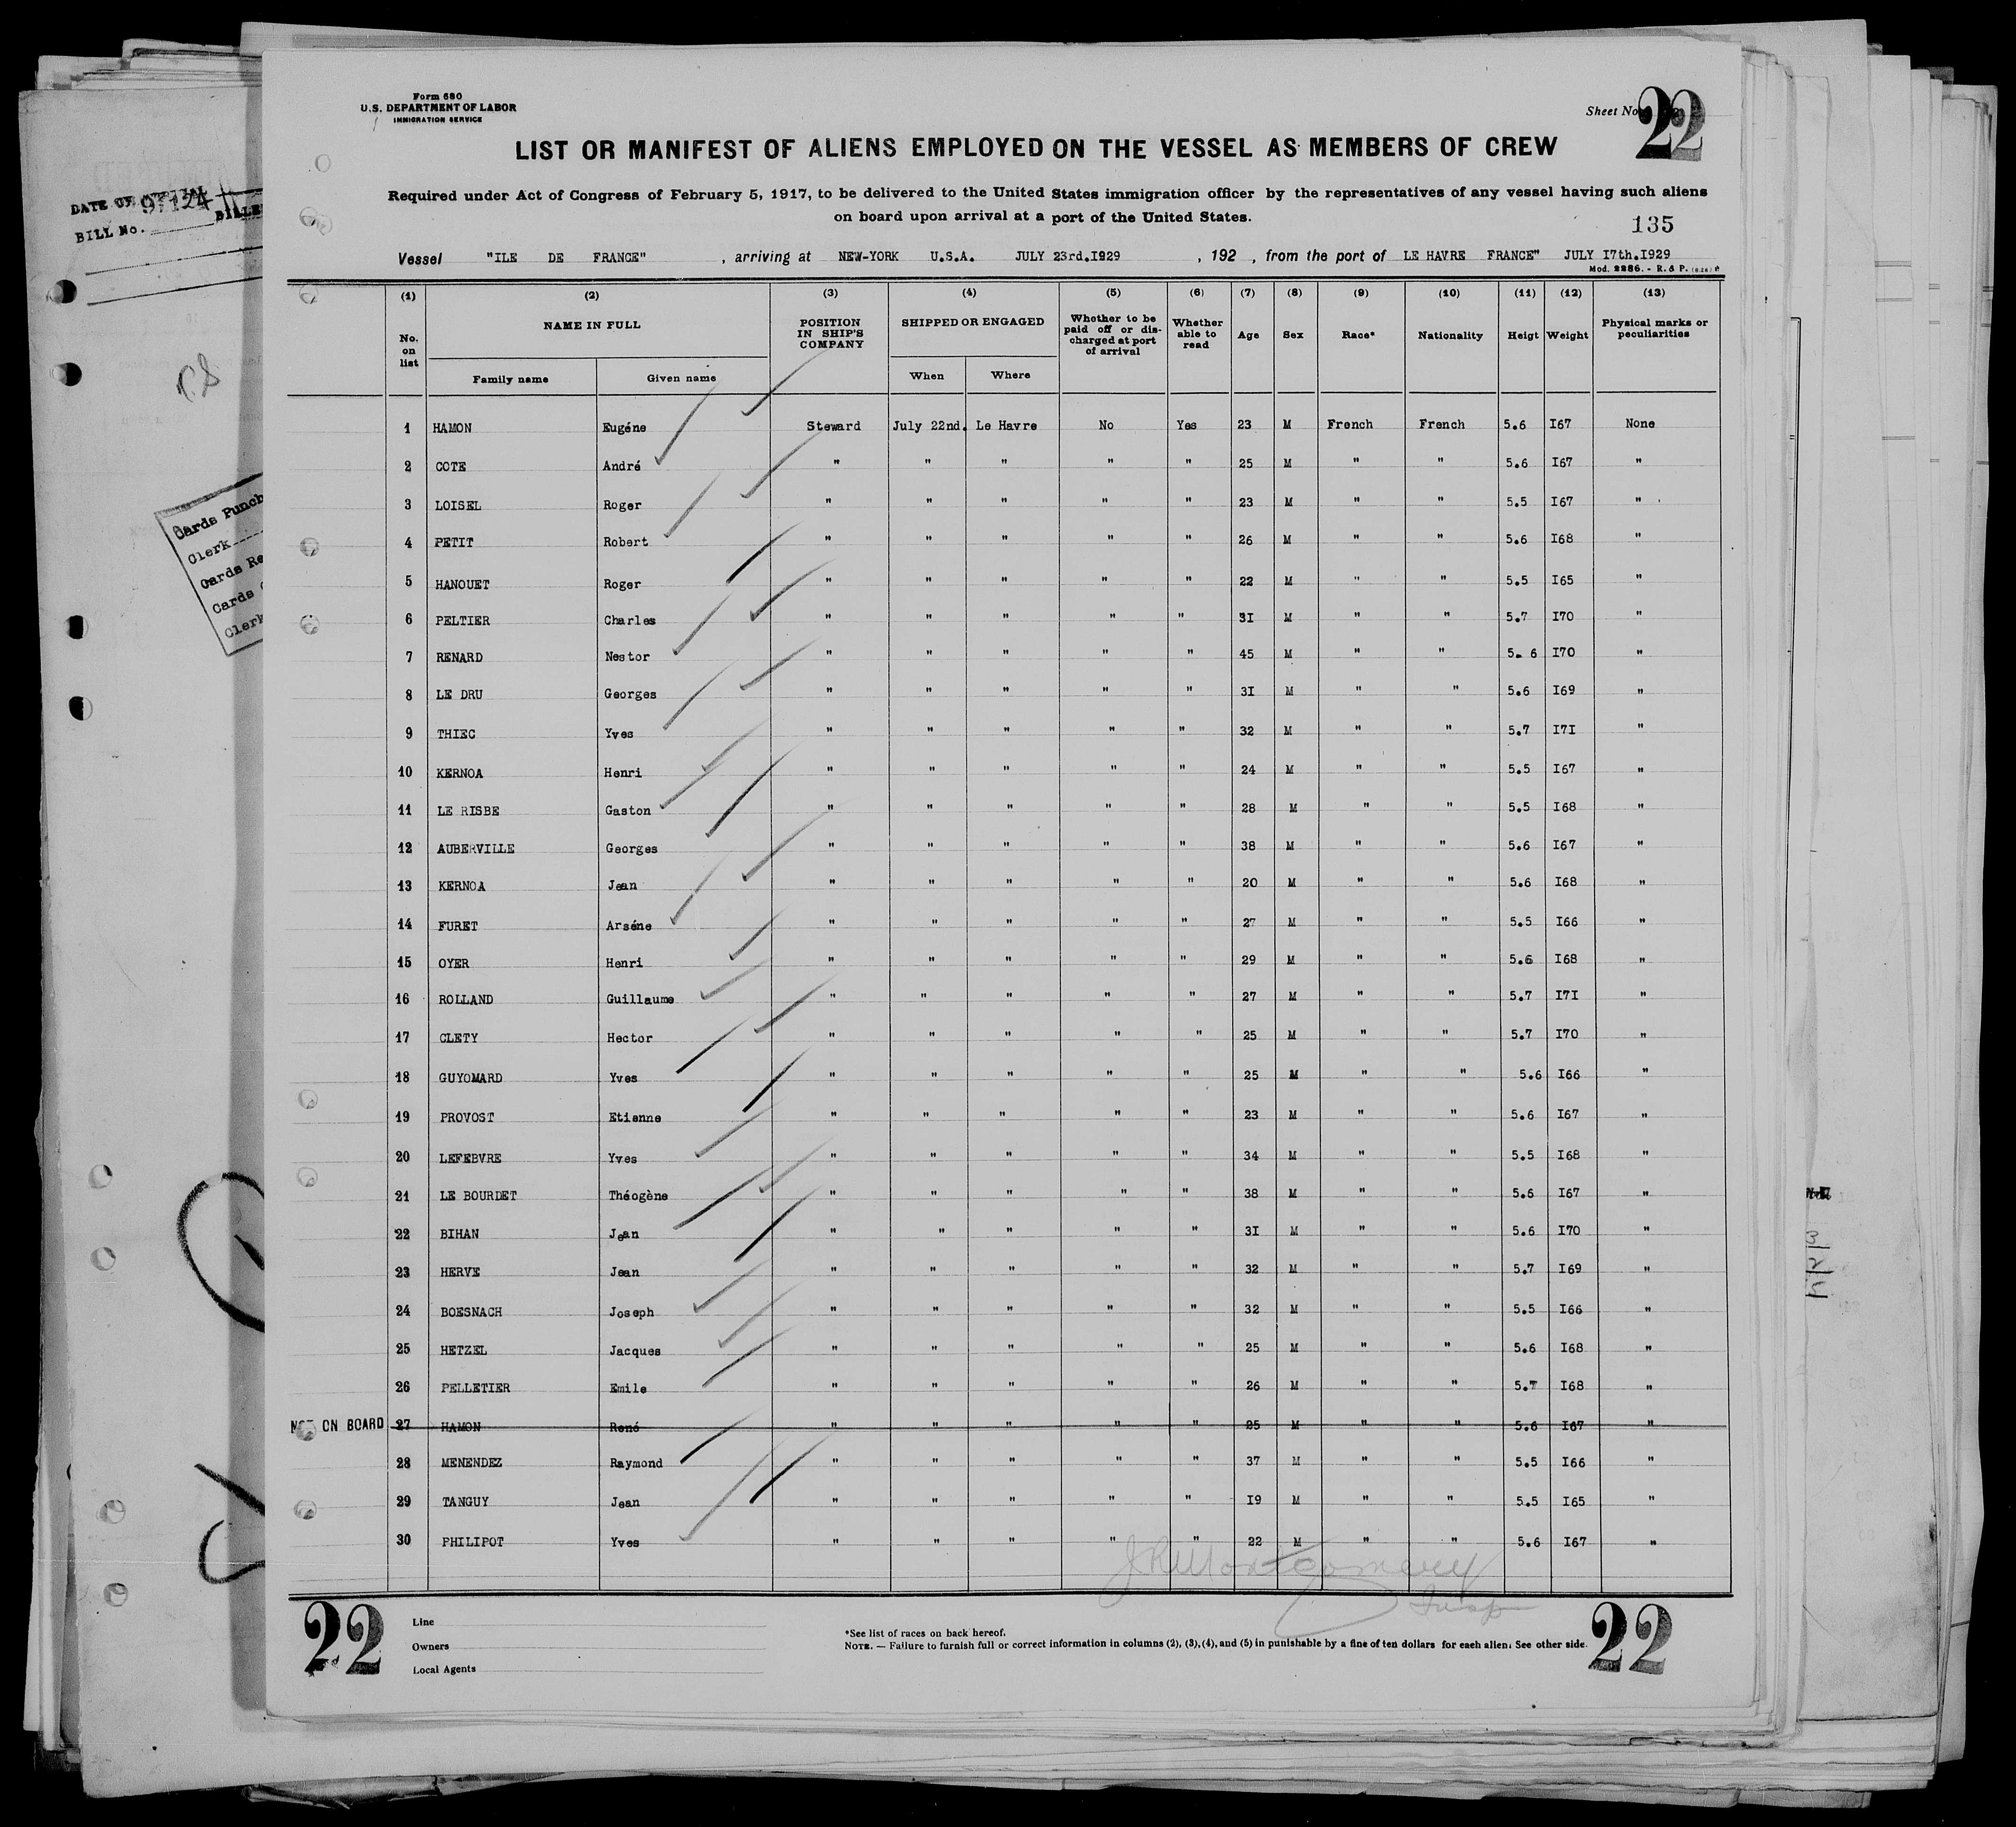 Form 680
U.S. DEPARTMENT OF LABOR
IMMIGRATION SERVICE
Sheet No. 22
LIST OR MANIFEST OF ALIENS EMPLOYED ON THE VESSEL AS MEMBERS OF CREW
Required under Act of Congress of February 5, 1917, to be delivered to the United States immigration officer by the representatives of any vessel having such aliens
on board upon arrival at a port of the United States.
135
Vessel "ILE DE FRANCE" , arriving at NEW-YORK U.S.A. JULY 23rd.I929 , 192 , from the port of LE HAVRE FRANCE" JULY I7th.I929
Mod. 2286. - R. & P.
(1) (2) (3) (4) (5) (6) (7) (8) (9) (10) (11) (12) (13)
No. on list NAME IN FULL POSITION IN SHIP'S COMPANY SHIPPED OR ENGAGED Whether to be paid off or discharged at port of arrival Whether able to read Age Sex Race* Nationality Heigt Weight Physical marks or peculiarities
Family name Given name When Where
1 HAMON Eugéne Steward July 22nd. Le Havre No Yes 23 M French French 5.6 I67 None
2 COTE André " " " " " 25 M " " 5.6 I67 "
3 LOISEL Roger " " " " " 23 M " " 5.5 I67 "
4 PETIT Robert " " " " " 26 M " " 5.6 I68 "
5 HANOUET Roger " " " " " 22 M " " 5.5 I65 "
6 PELTIER Charles " " " " " 3I M " " 5.7 I70 "
7 RENARD Nestor " " " " " 45 M " " 5. 6 I70 "
8 LE DRU Georges " " " " " 3I M " " 5.6 I69 "
9 THIEC Yves " " " " " 32 M " " 5.7 I7I "
10 KERNOA Henri " " " " " 24 M " " 5.5 I67 "
11 LE RISBE Gaston " " " " " 28 M " " 5.5 I68 "
12 AUBERVILLE Georges " " " " " 38 M " " 5.6 I67 "
13 KERNOA Jean " " " " " 20 M " " 5.6 I68 "
14 FURET Arséne " " " " " 27 M " " 5.5 I66 "
15 OYER Henri " " " " " 29 M " " 5.6 I68 "
16 ROLLAND Guillaume " " " " " 27 M " " 5.7 I7I "
17 CLETY Hector " " " " " 25 M " " 5.7 I70 "
18 GUYOMARD Yves " " " " " 25 M " " 5.6 I66 "
19 PROVOST Etienne " " " " " 23 M " " 5.6 I67 "
20 LEFEBVRE Yves " " " " " 34 M " " 5.5 I68 "
21 LE BOURDET Théogène " " " " " 38 M " " 5.6 I67 "
22 BIHAN Jean " " " " " 3I M " " 5.6 I70 "
23 HERVE Jean " " " " " 32 M " " 5.7 I69 "
24 BOESNACH Joseph " " " " " 32 M " " 5.5 I66 "
25 HETZEL Jacques " " " " " 25 M " " 5.6 I68 "
26 PELLETIER Emile " " " " " 26 M " " 5.7 I68 "
NOT ON BOARD 27 HAMON René " " " " " 25 M " " 5.6 I67 "
28 MENENDEZ Raymond " " " " " 37 M " " 5.5 I66 "
29 TANGUY Jean " " " " " I9 M " " 5.5 I65 "
30 PHILIPOT Yves " " " " " 22 M " " 5.6 I67 "
J R Montgomery
Insp
22 22
Line
Owners
Local Agents
*See list of races on back hereof.
NOTE. — Failure to furnish full or correct information in columns (2), (3), (4), and (5) in punishable by a fine of ten dollars for each alien. See other side.
DATE OF
BILL No.
Cards Punch
Clerk
Cards Re
Cards
Clerk